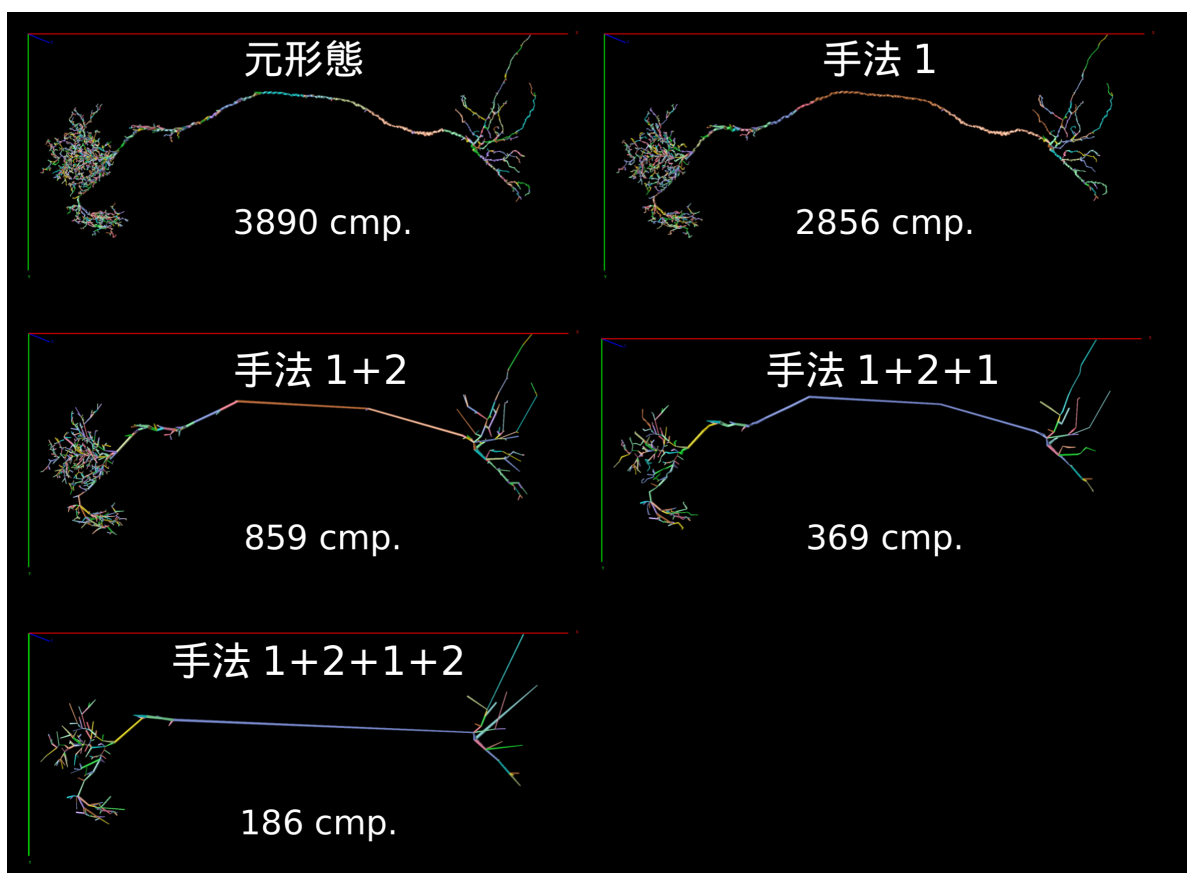 元形態
3890 cmp.
手法 1
2856 cmp.
手法 1+2
859 cmp.
手法 1+2+1
369 cmp.
手法 1+2+1+2
186 cmp.